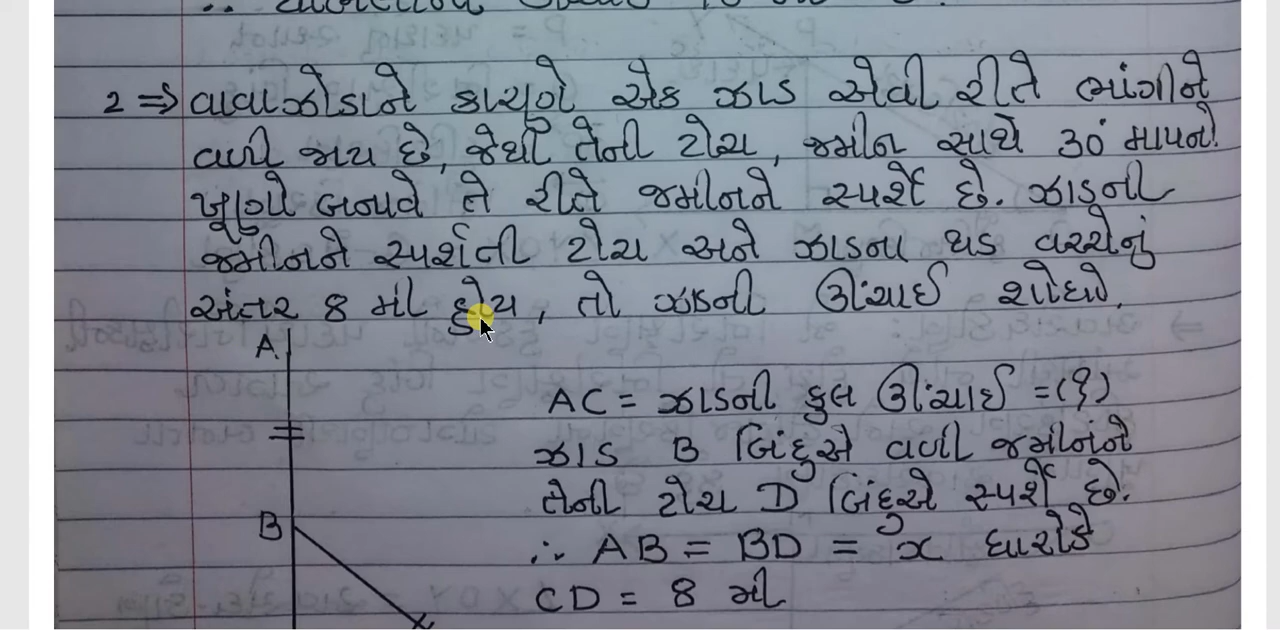 2 ⇒ વાવાઝોડાને કારણે એક ઝાડ એવી રીતે ભાંગીને
વળી જાય છે, જેથી તેની ટોચ, જમીન સાથે 30° માપનો
ખૂણો બનાવે તે રીતે જમીનને સ્પર્શે છે. ઝાડની
જમીનને સ્પર્શતી ટોચ અને ઝાડના થડ વચ્ચેનું
અંતર 8 મી હોય, તો ઝાડની ઊંચાઈ શોધો.
A
AC = ઝાડની કુલ ઊંચાઈ = (?)
ઝાડ B બિંદુએ વળી જમીનને
તેની ટોચ D બિંદુએ સ્પર્શે છે.
B
∴ AB = BD = x ધારોકે
CD = 8 મી